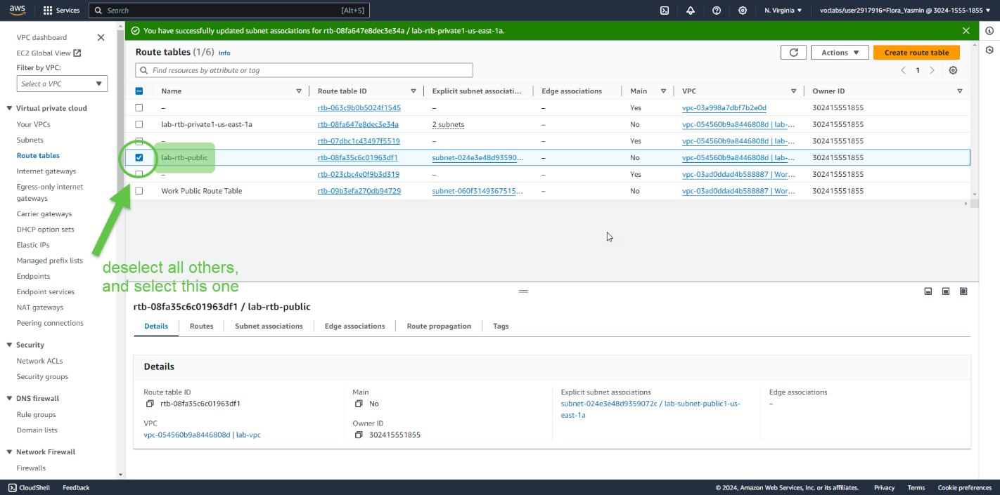 aws Services Search [Alt+S] N. Virginia voclabs/user2917916=Flora_Yasmin @ 3024-1555-1855
You have successfully updated subnet associations for rtb-08fa647e8dec3e34a / lab-rtb-private1-us-east-1a.
VPC dashboard
EC2 Global View
Filter by VPC:
Select a VPC
Virtual private cloud
Your VPCs
Subnets
Route tables
Internet gateways
Egress-only internet
gateways
Carrier gateways
DHCP option sets
Elastic IPs
Managed prefix lists
Endpoints
Endpoint services
NAT gateways
Peering connections
Security
Network ACLs
Security groups
DNS firewall
Rule groups
Domain lists
Network Firewall
Firewalls
Route tables (1/6) Info
Actions Create route table
Find resources by attribute or tag
1
Name Route table ID Explicit subnet associati... Edge associations Main VPC Owner ID
– rtb-063c9b0b5024f1545 – – Yes vpc-03a998a7dbf7b2e0d 302415551855
lab-rtb-private1-us-east-1a rtb-08fa647e8dec3e34a 2 subnets – No vpc-054560b9a8446808d | lab-... 302415551855
– rtb-07dbc1c43497f5519 – – Yes vpc-054560b9a8446808d | lab-... 302415551855
lab-rtb-public rtb-08fa35c6c01963df1 subnet-024e3e48d93590... – No vpc-054560b9a8446808d | lab-... 302415551855
– rtb-023cbc4e0f9b3d319 – – Yes vpc-03ad0ddad4b588887 | Wor... 302415551855
Work Public Route Table rtb-09b3efa270db94729 subnet-060f3149367515... – No vpc-03ad0ddad4b588887 | Wor... 302415551855
deselect all others,
and select this one
rtb-08fa35c6c01963df1 / lab-rtb-public
Details Routes Subnet associations Edge associations Route propagation Tags
Details
Route table ID
rtb-08fa35c6c01963df1
VPC
vpc-054560b9a8446808d | lab-vpc
Main
No
Owner ID
302415551855
Explicit subnet associations
subnet-024e3e48d9359072c / lab-subnet-public1-us-
east-1a
Edge associations
–
CloudShell Feedback © 2024, Amazon Web Services, Inc. or its affiliates. Privacy Terms Cookie preferences